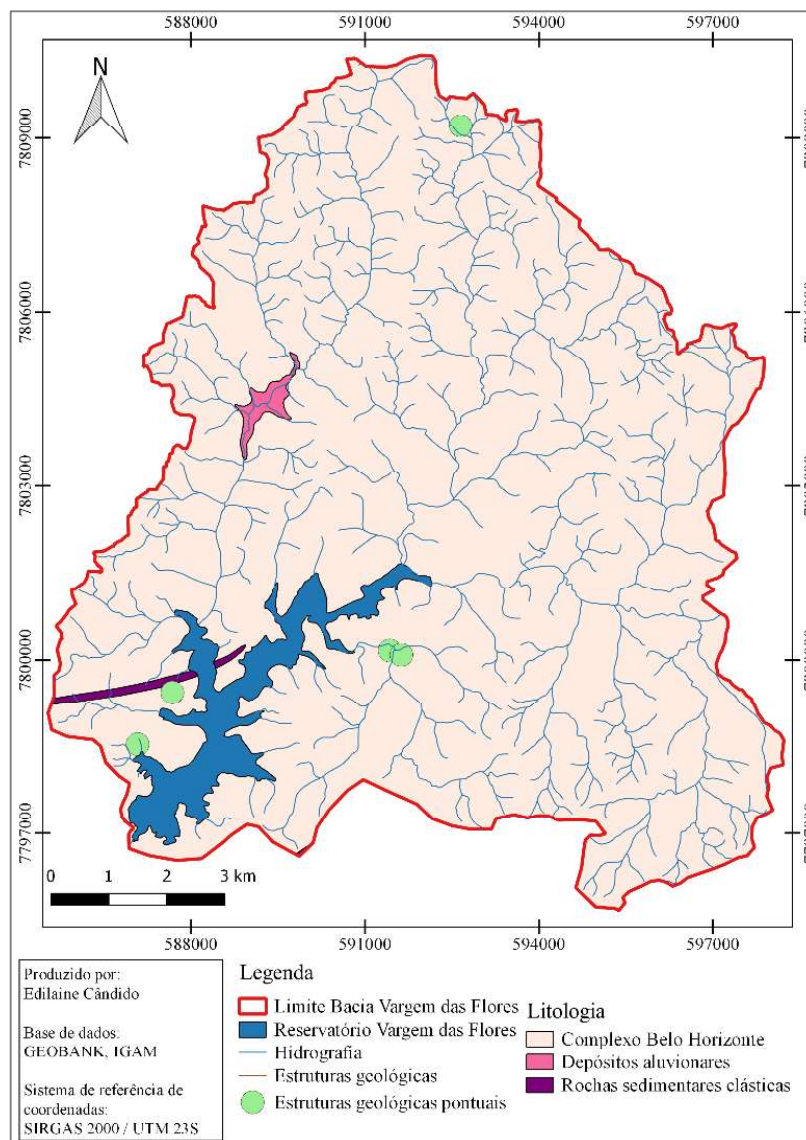 588000 591000 594000 597000
N
7809000
7806000
7803000
7800000
7797000
0 1 2 3 km
588000 591000 594000 597000
Produzido por:
Edilaine Cândido
Base de dados:
GEOBANK, IGAM
Sistema de referência de
coordenadas:
SIRGAS 2000 / UTM 23S
Legenda
Limite Bacia Vargem das Flores
Reservatório Vargem das Flores
Hidrografia
Estruturas geológicas
Estruturas geológicas pontuais
Litologia
Complexo Belo Horizonte
Depósitos aluvionares
Rochas sedimentares clásticas